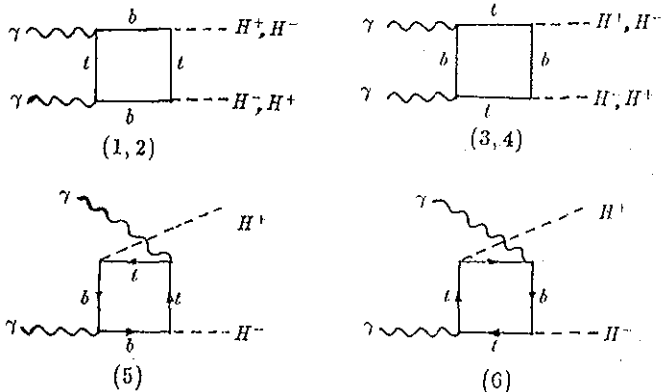 γ b H⁺, H⁻
t t
γ b H⁻, H⁺
(1, 2)
γ t H⁺, H⁻
b b
γ t H⁻, H⁺
(3, 4)
γ H⁺
t
b t
γ b H⁻
(5)
γ H⁺
t b
γ t H⁻
(6)